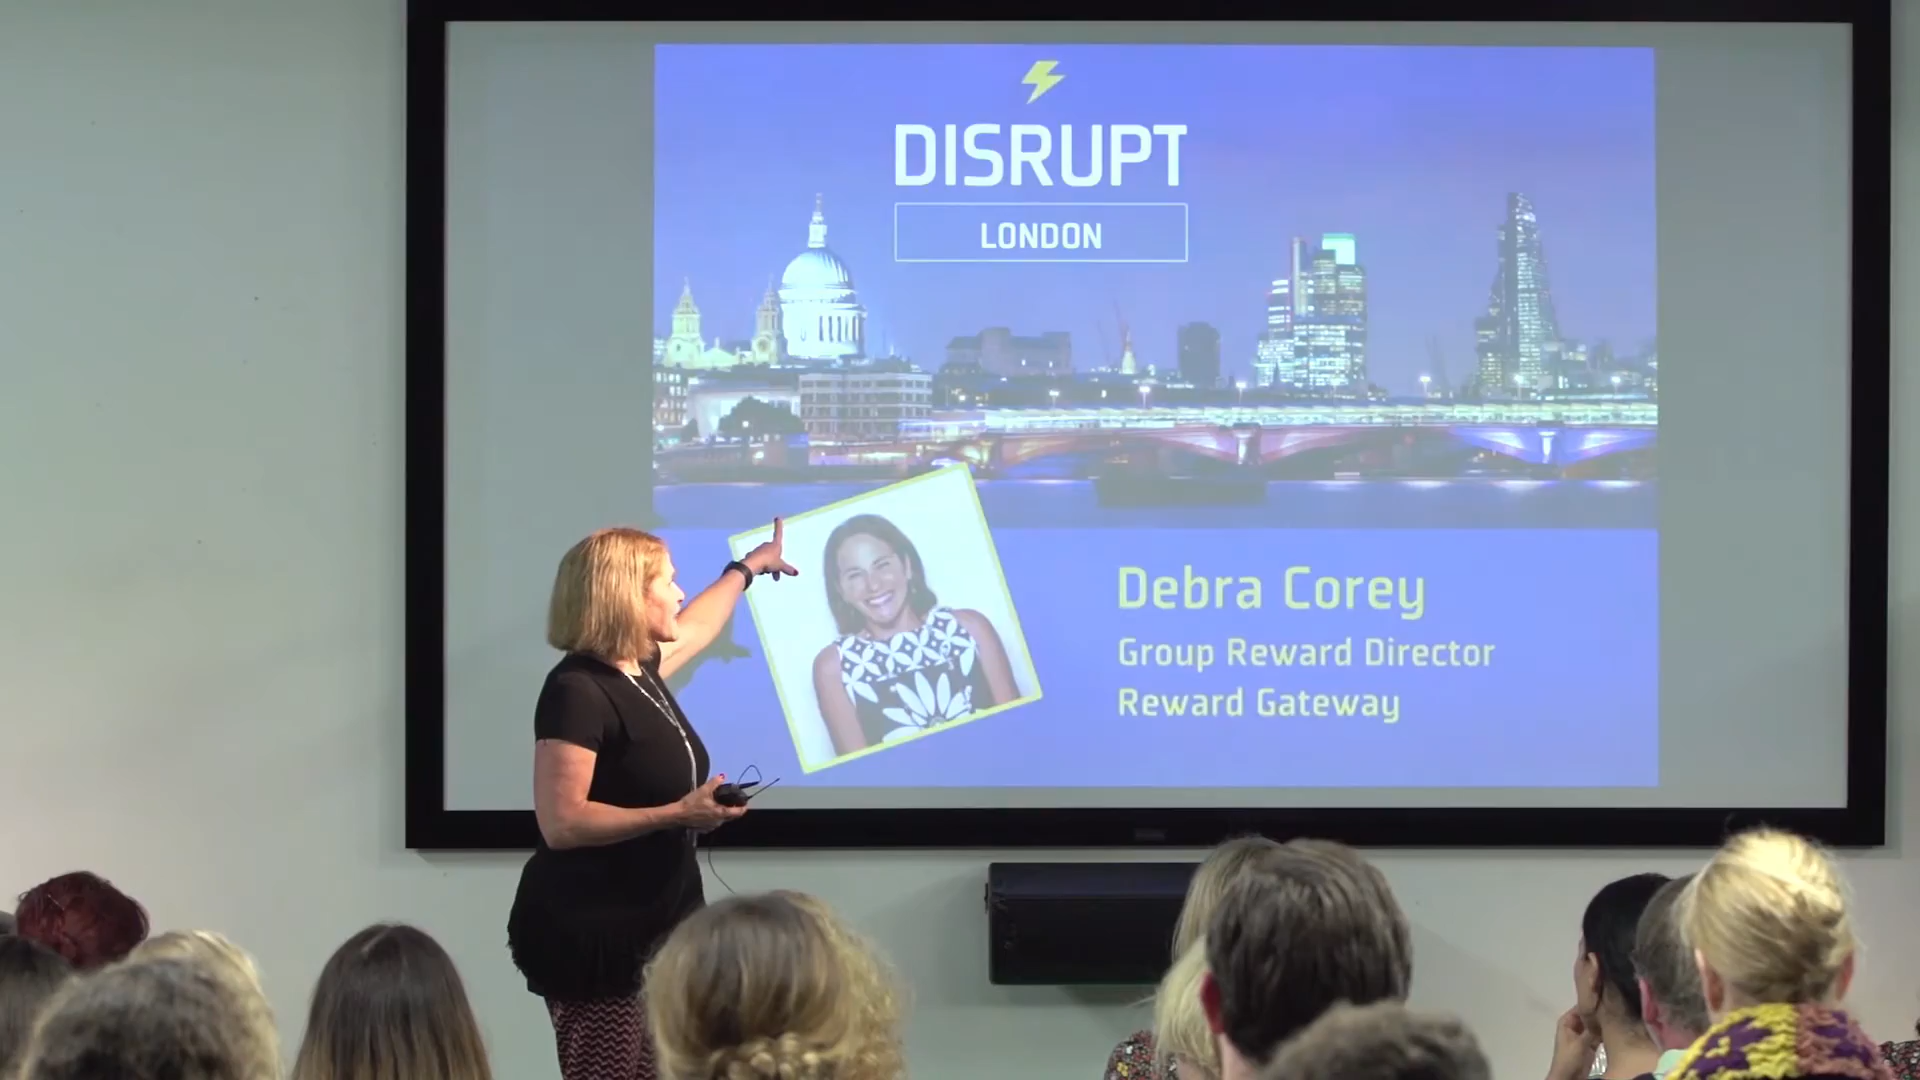 DISRUPT
LONDON
Debra Corey
Group Reward Director
Reward Gateway